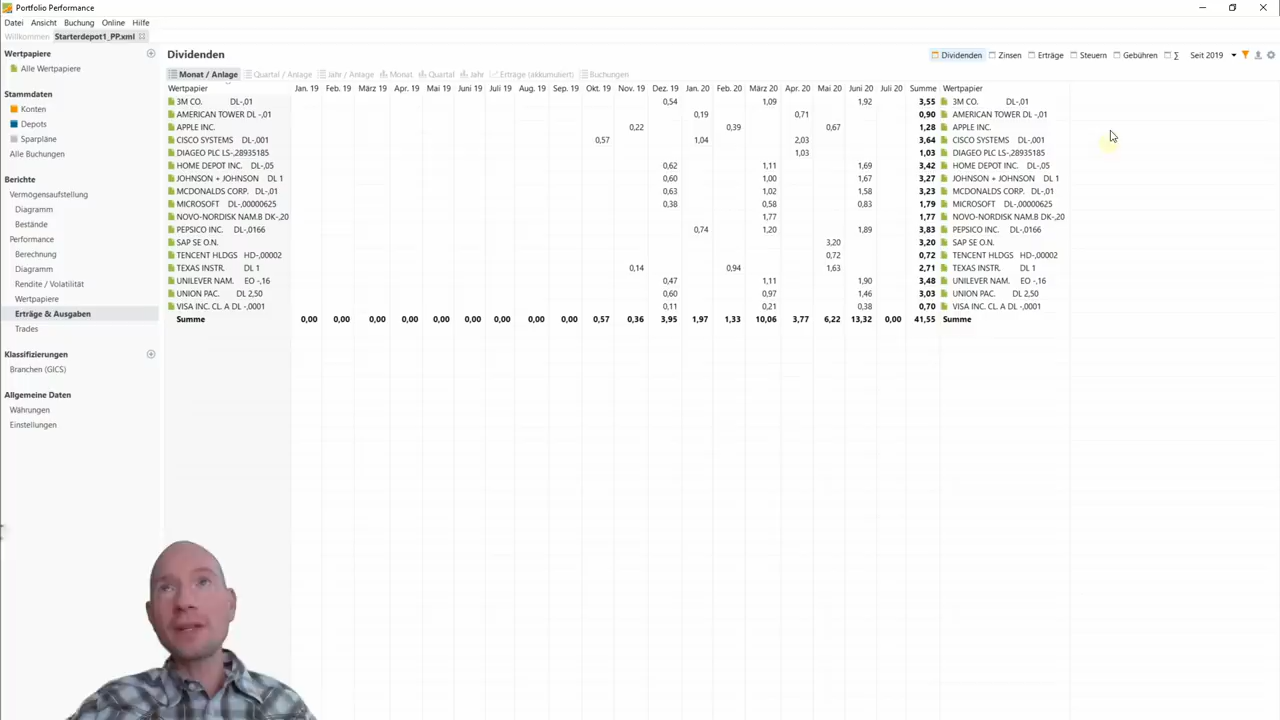 Portfolio Performance
Datei Ansicht Buchung Online Hilfe
Willkommen Starterdepot1_PP.xml
Wertpapiere
Alle Wertpapiere
Stammdaten
Konten
Depots
Sparpläne
Alle Buchungen
Berichte
Vermögensaufstellung
Diagramm
Bestände
Performance
Berechnung
Diagramm
Rendite / Volatilität
Wertpapiere
Erträge & Ausgaben
Trades
Klassifizierungen
Branchen (GICS)
Allgemeine Daten
Währungen
Einstellungen
Dividenden
Dividenden Zinsen Erträge Steuern Gebühren Σ Seit 2019
Monat / Anlage Quartal / Anlage Jahr / Anlage Monat Quartal Jahr Erträge (akkumuliert) Buchungen
Wertpapier Jan. 19 Feb. 19 März 19 Apr. 19 Mai 19 Juni 19 Juli 19 Aug. 19 Sep. 19 Okt. 19 Nov. 19 Dez. 19 Jan. 20 Feb. 20 März 20 Apr. 20 Mai 20 Juni 20 Juli 20 Summe Wertpapier
3M CO. DL-,01 0,54 1,09 1,92 3,55 3M CO. DL-,01
AMERICAN TOWER DL -,01 0,19 0,71 0,90 AMERICAN TOWER DL -,01
APPLE INC. 0,22 0,39 0,67 1,28 APPLE INC.
CISCO SYSTEMS DL-,001 0,57 1,04 2,03 3,64 CISCO SYSTEMS DL-,001
DIAGEO PLC LS-,28935185 1,03 1,03 DIAGEO PLC LS-,28935185
HOME DEPOT INC. DL-,05 0,62 1,11 1,69 3,42 HOME DEPOT INC. DL-,05
JOHNSON + JOHNSON DL 1 0,60 1,00 1,67 3,27 JOHNSON + JOHNSON DL 1
MCDONALDS CORP. DL-,01 0,63 1,02 1,58 3,23 MCDONALDS CORP. DL-,01
MICROSOFT DL-,00000625 0,38 0,58 0,83 1,79 MICROSOFT DL-,00000625
NOVO-NORDISK NAM.B DK-,20 1,77 1,77 NOVO-NORDISK NAM.B DK-,20
PEPSICO INC. DL-,0166 0,74 1,20 1,89 3,83 PEPSICO INC. DL-,0166
SAP SE O.N. 3,20 3,20 SAP SE O.N.
TENCENT HLDGS HD-,00002 0,72 0,72 TENCENT HLDGS HD-,00002
TEXAS INSTR. DL 1 0,14 0,94 1,63 2,71 TEXAS INSTR. DL 1
UNILEVER NAM. EO -,16 0,47 1,11 1,90 3,48 UNILEVER NAM. EO -,16
UNION PAC. DL 2,50 0,60 0,97 1,46 3,03 UNION PAC. DL 2,50
VISA INC. CL. A DL -,0001 0,11 0,21 0,38 0,70 VISA INC. CL. A DL -,0001
Summe 0,00 0,00 0,00 0,00 0,00 0,00 0,00 0,00 0,00 0,57 0,36 3,95 1,97 1,33 10,06 3,77 6,22 13,32 0,00 41,55 Summe